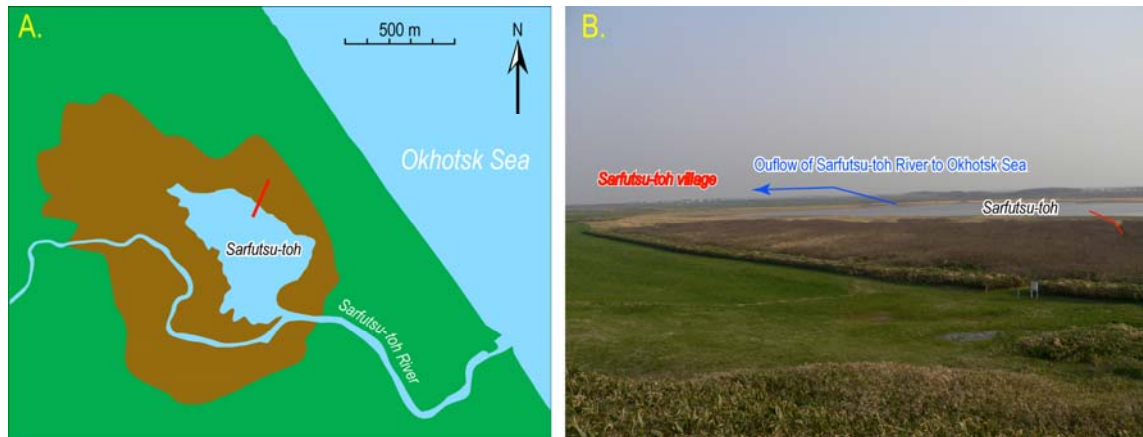 A.
500 m
N
Okhotsk Sea
Sarfutsu-toh
Sarfutsu-toh River
B.
Ouflow of Sarfutsu-toh River to Okhotsk Sea
Sarfutsu-toh village
Sarfutsu-toh